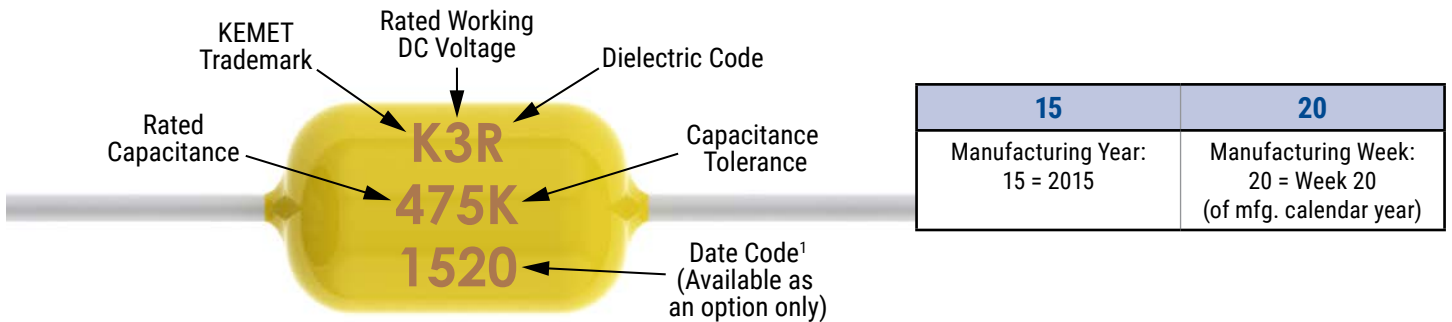 KEMET
Trademark
Rated Working
DC Voltage
Dielectric Code
Rated
Capacitance
Capacitance
Tolerance
K3R
475K
1520
Date Code1
(Available as
an option only)
15
20
Manufacturing Year:
15 = 2015
Manufacturing Week:
20 = Week 20
(of mfg. calendar year)